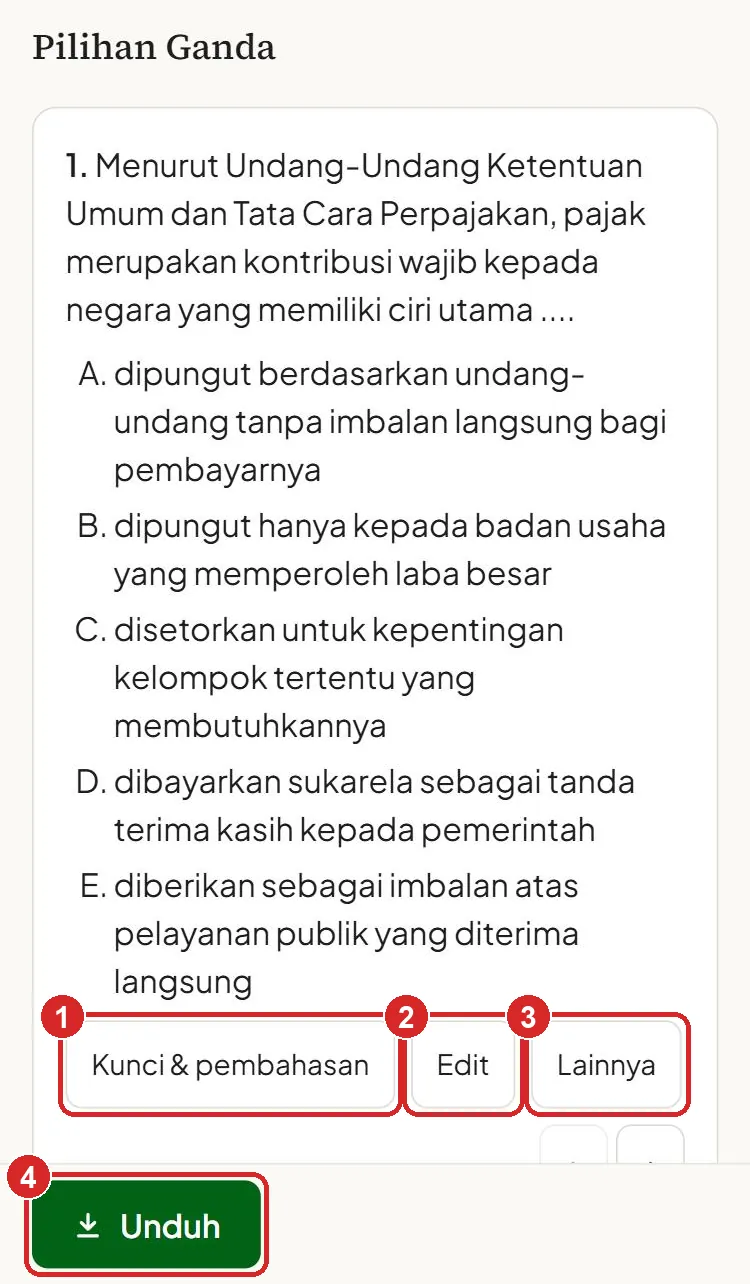 Pilihan Ganda
1. Menurut Undang-Undang Ketentuan
Umum dan Tata Cara Perpajakan, pajak
merupakan kontribusi wajib kepada
negara yang memiliki ciri utama ....
A. dipungut berdasarkan undang-
undang tanpa imbalan langsung bagi
pembayarnya
B. dipungut hanya kepada badan usaha
yang memperoleh laba besar
C. disetorkan untuk kepentingan
kelompok tertentu yang
membutuhkannya
D. dibayarkan sukarela sebagai tanda
terima kasih kepada pemerintah
E. diberikan sebagai imbalan atas
pelayanan publik yang diterima
langsung
1 2 3
Kunci & pembahasan Edit Lainnya
4
Unduh